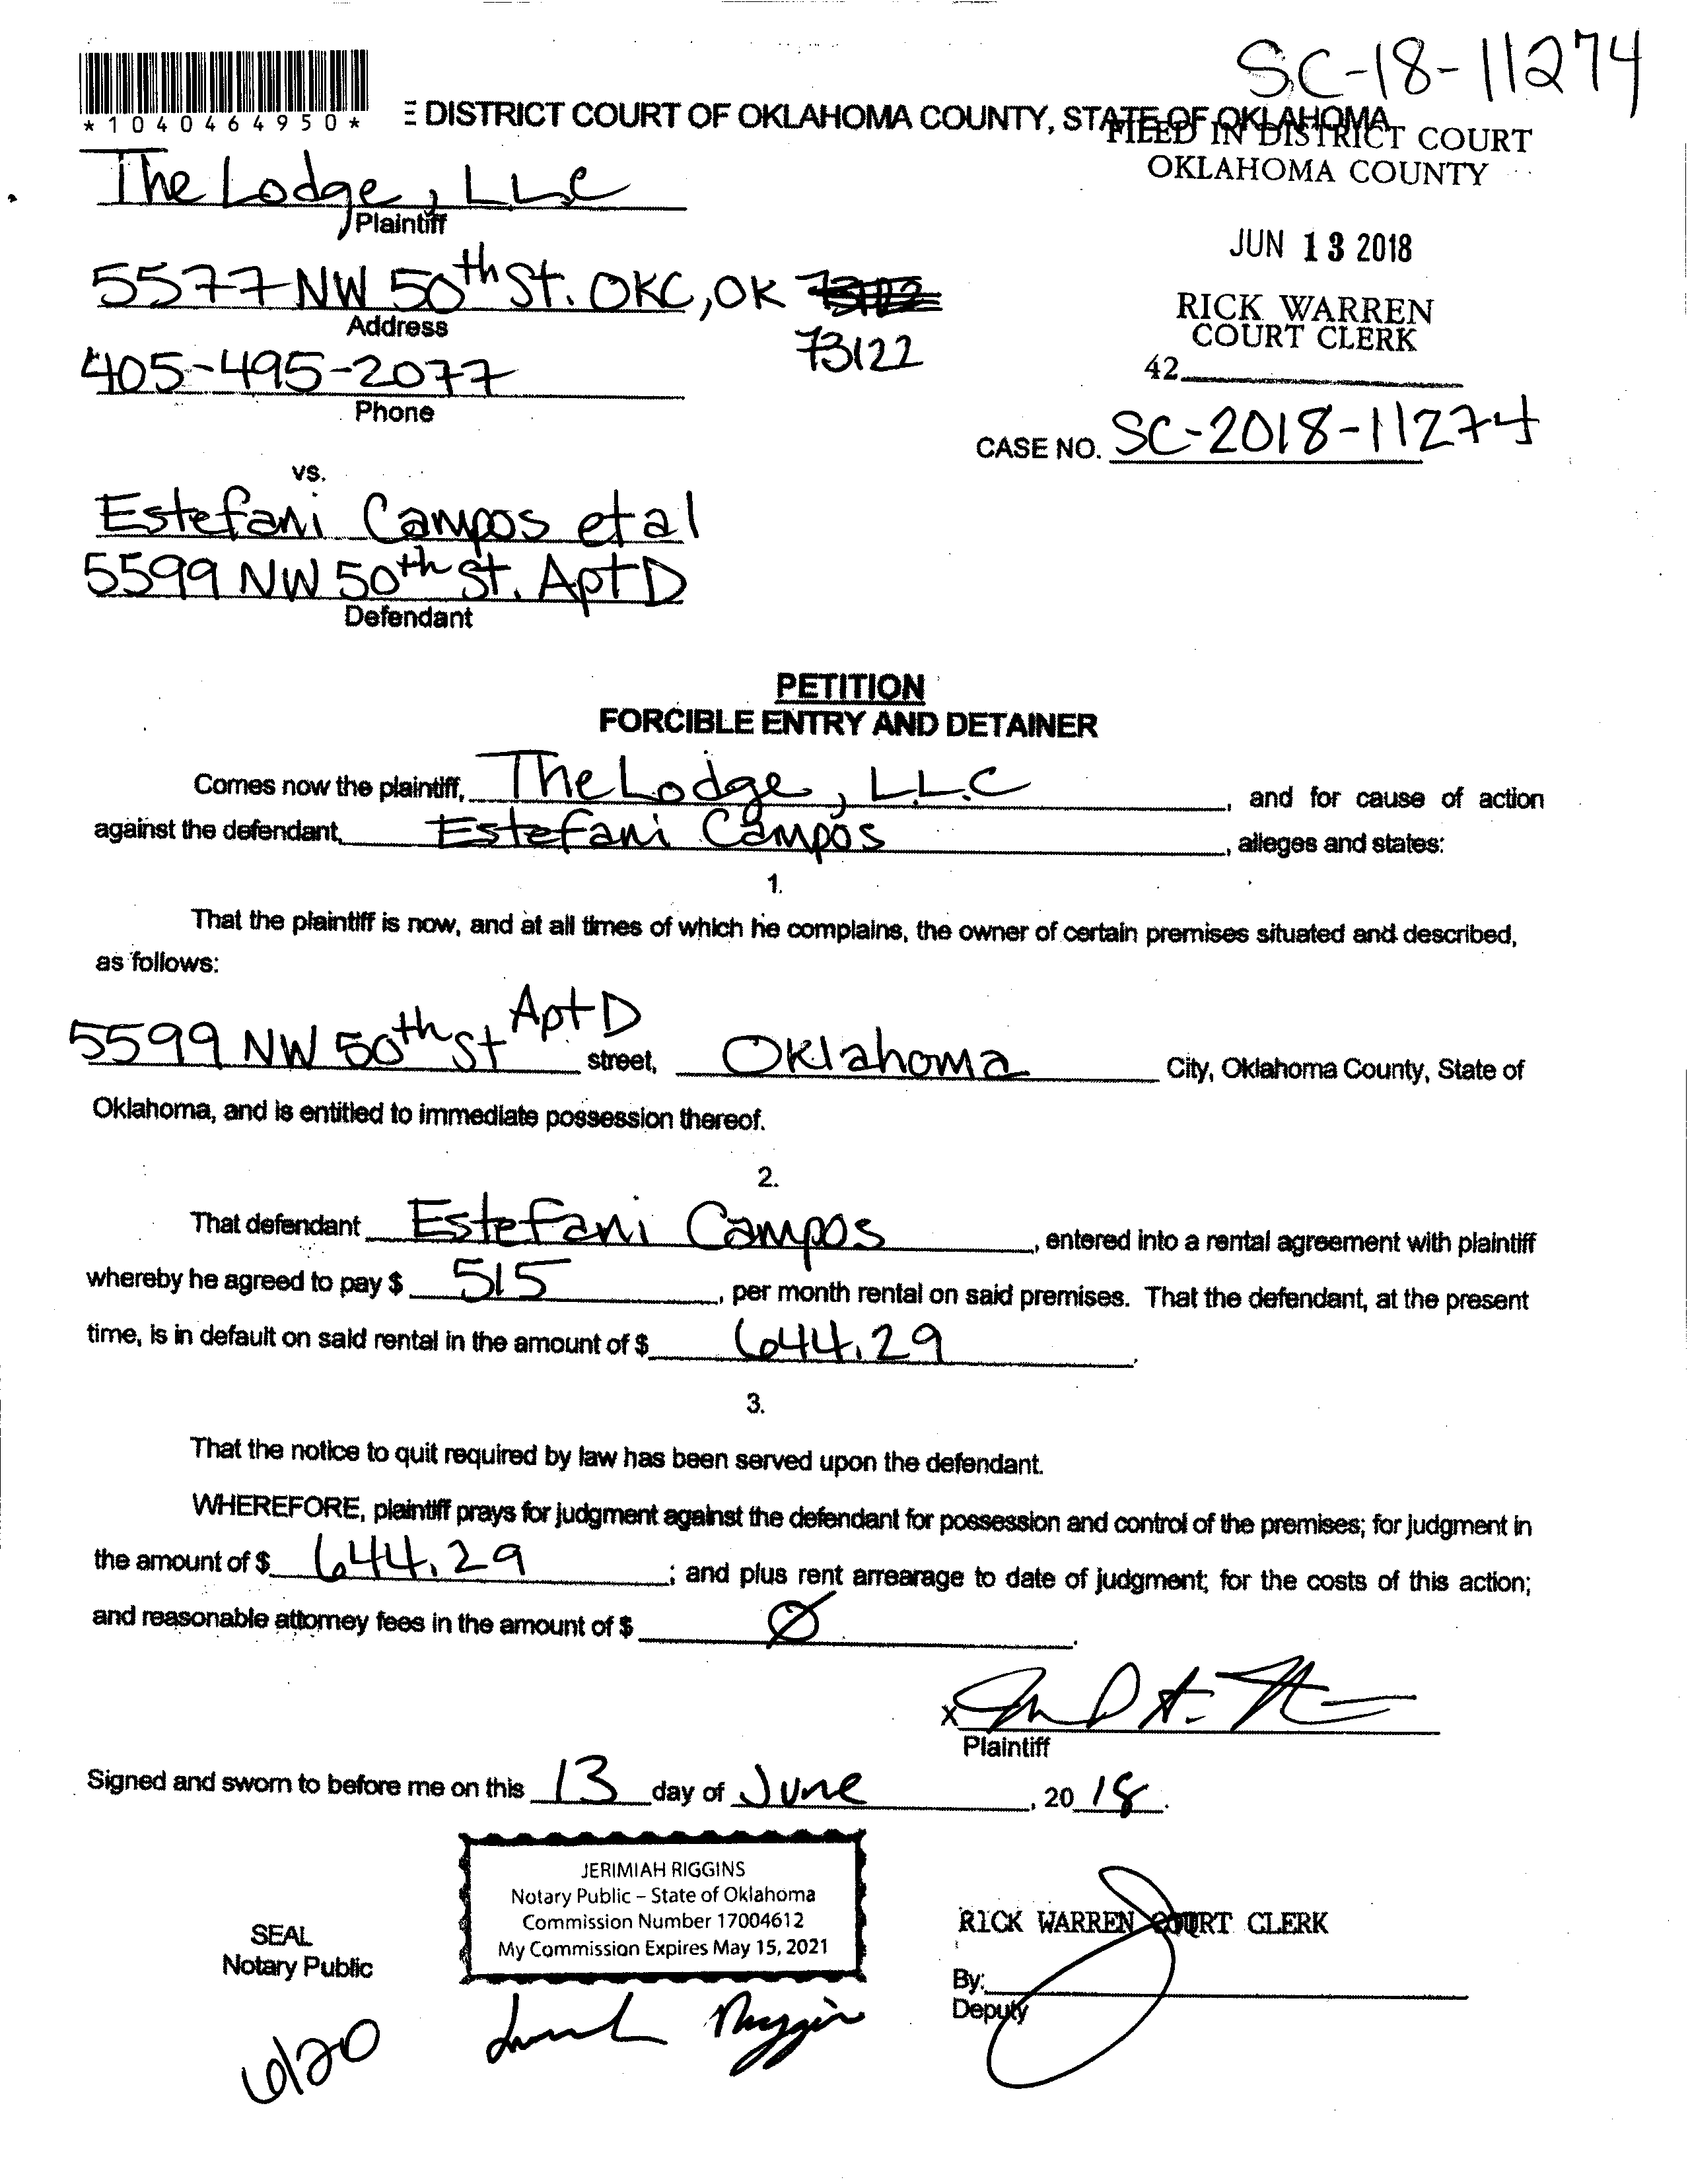 SC-18-11274
*1040464950*
E DISTRICT COURT OF OKLAHOMA COUNTY, STATE OF OKLAHOMA
FILED IN DISTRICT COURT
OKLAHOMA COUNTY
The Lodge, LLC
Plaintiff
JUN 13 2018
5577 NW 50th St. OKC, OK 73102
Address
73122
RICK WARREN
COURT CLERK
42
405-495-2077
Phone
CASE NO. SC-2018-11274
vs.
Estefani Campos et al
5599 NW 50th St. Apt D
Defendant
PETITION
FORCIBLE ENTRY AND DETAINER
Comes now the plaintiff, The Lodge, LLC, and for cause of action
against the defendant, Estefani Campos, alleges and states:
1.
That the plaintiff is now, and at all times of which he complains, the owner of certain premises situated and described,
as follows:
5599 NW 50th St Apt D street, Oklahoma City, Oklahoma County, State of
Oklahoma, and is entitled to immediate possession thereof.
2.
That defendant Estefani Campos, entered into a rental agreement with plaintiff
whereby he agreed to pay $ 515, per month rental on said premises. That the defendant, at the present
time, is in default on said rental in the amount of $ 644.29.
3.
That the notice to quit required by law has been served upon the defendant.
WHEREFORE, plaintiff prays for judgment against the defendant for possession and control of the premises; for judgment in
the amount of $ 644.29; and plus rent arrearage to date of judgment; for the costs of this action;
and reasonable attorney fees in the amount of $ Ø.
X
Plaintiff
Signed and sworn to before me on this 13 day of June, 2018.
JERIMIAH RIGGINS
Notary Public – State of Oklahoma
Commission Number 17004612
My Commission Expires May 15, 2021
SEAL
Notary Public
RICK WARREN COURT CLERK
By:
Deputy
6/20